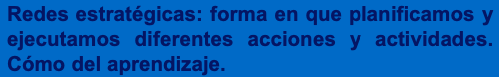 Redes estratégicas: forma en que planificamos y
ejecutamos diferentes acciones y actividades.
Cómo del aprendizaje.